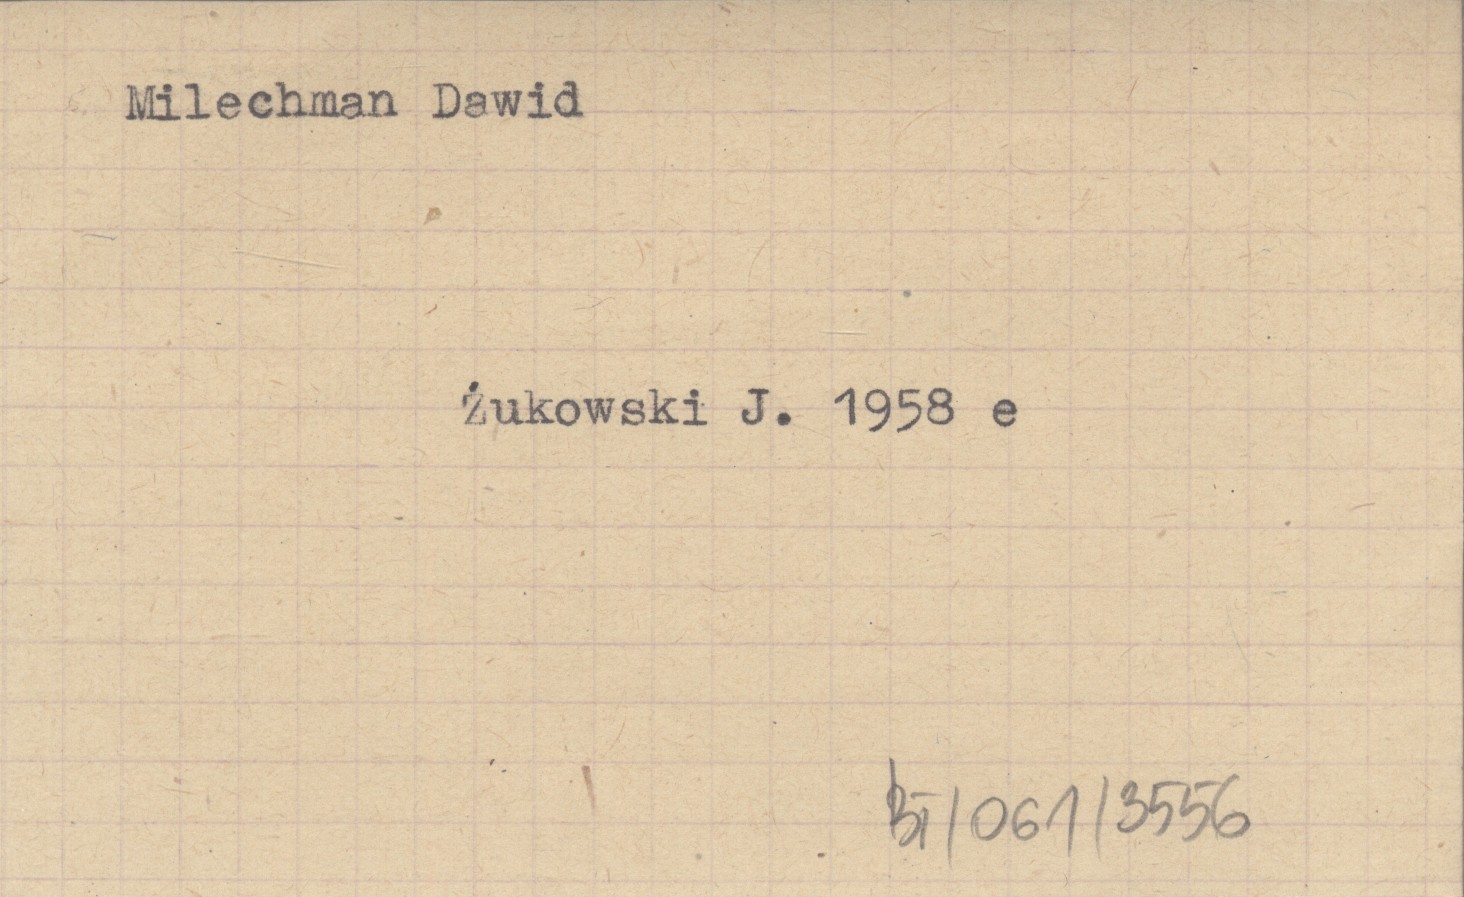 Milechman Dawid
Żukowski J. 1958 e
BI/061/3556